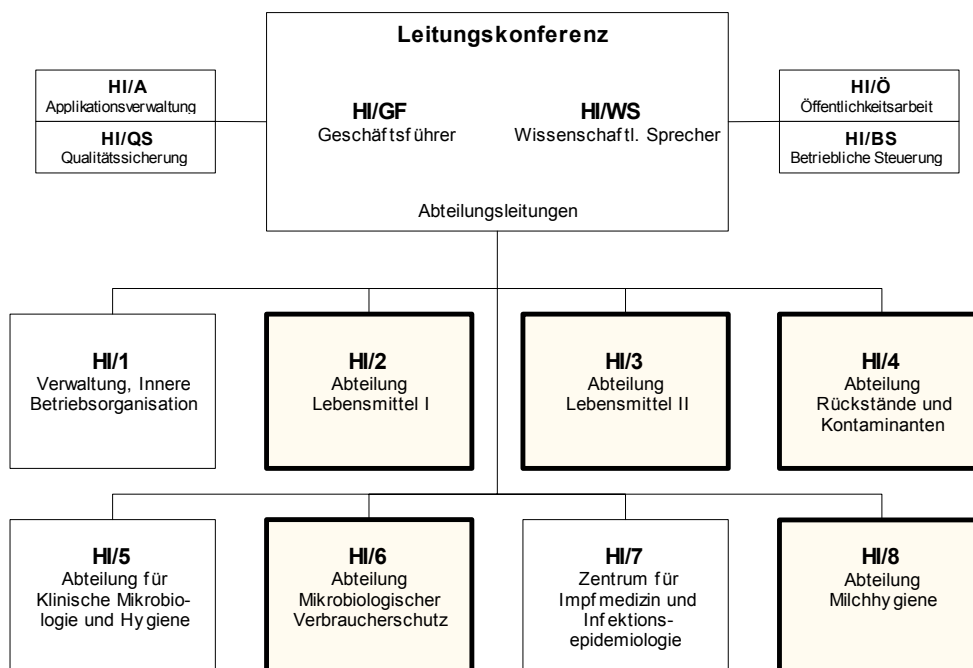 Leitungskonferenz
HI/A
Applikationsverwaltung
HI/QS
Qualitätssicherung
HI/GF
Geschäftsführer
HI/WS
Wissenschaftl. Sprecher
HI/Ö
Öffentlichkeitsarbeit
HI/BS
Betriebliche Steuerung
Abteilungsleitungen
HI/1
Verwaltung, Innere
Betriebsorganisation
HI/2
Abteilung
Lebensmittel I
HI/3
Abteilung
Lebensmittel II
HI/4
Abteilung
Rückstände und
Kontaminanten
HI/5
Abteilung für
Klinische Mikrobio-
logie und Hygiene
HI/6
Abteilung
Mikrobiologischer
Verbraucherschutz
HI/7
Zentrum für
Impfmedizin und
Infektions-
epidemiologie
HI/8
Abteilung
Milchhygiene